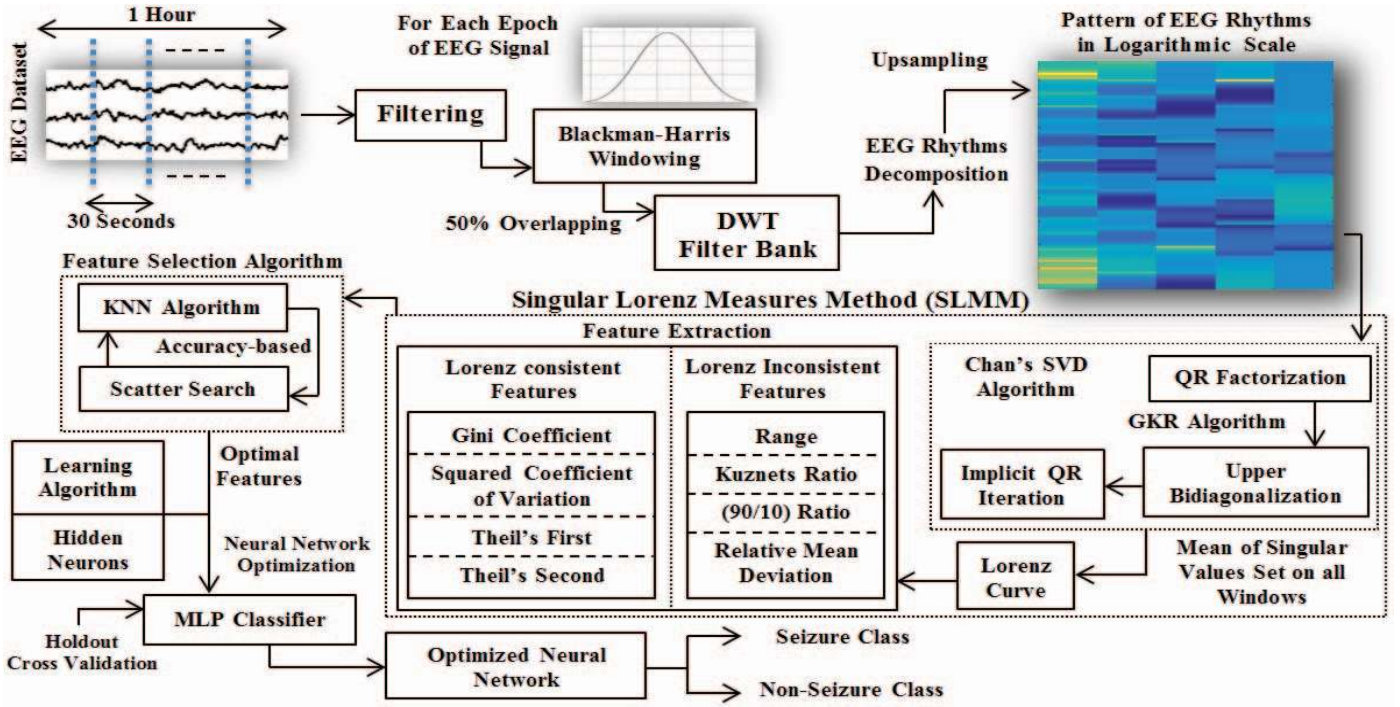 1 Hour
EEG Dataset
30 Seconds
For Each Epoch
of EEG Signal
Filtering
Blackman-Harris
Windowing
50% Overlapping
DWT
Filter Bank
Upsampling
EEG Rhythms
Decomposition
Pattern of EEG Rhythms
in Logarithmic Scale
Feature Selection Algorithm
KNN Algorithm
Accuracy-based
Scatter Search
Optimal
Features
Learning
Algorithm
Hidden
Neurons
Neural Network
Optimization
Singular Lorenz Measures Method (SLMM)
Feature Extraction
Lorenz consistent
Features
Gini Coefficient
Squared Coefficient
of Variation
Theil's First
Theil's Second
Lorenz Inconsistent
Features
Range
Kuznets Ratio
(90/10) Ratio
Relative Mean
Deviation
Chan's SVD
Algorithm
QR Factorization
GKR Algorithm
Upper
Bidiagonalization
Implicit QR
Iteration
Lorenz
Curve
Mean of Singular
Values Set on all
Windows
MLP Classifier
Holdout
Cross Validation
Optimized Neural
Network
Seizure Class
Non-Seizure Class